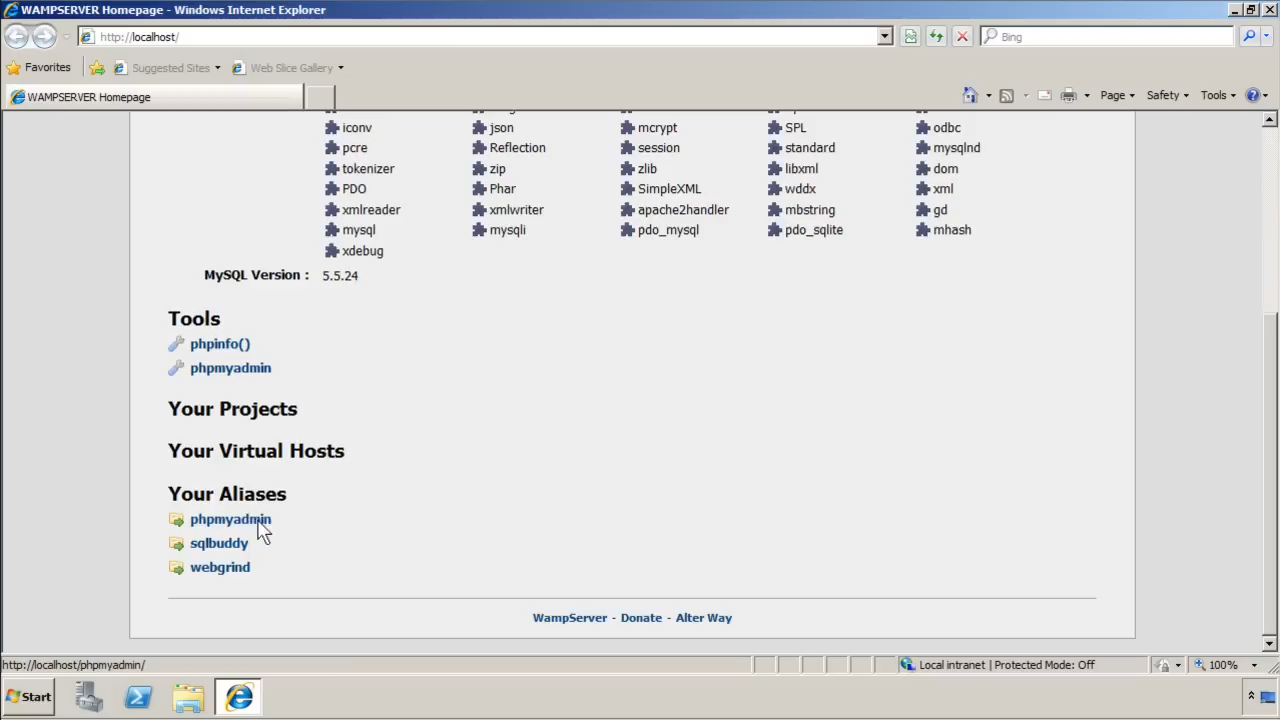 WAMPSERVER Homepage - Windows Internet Explorer
http://localhost/
Bing
Favorites
Suggested Sites
Web Slice Gallery
WAMPSERVER Homepage
Page
Safety
Tools
iconv json mcrypt SPL odbc
pcre Reflection session standard mysqlnd
tokenizer zip zlib libxml dom
PDO Phar SimpleXML wddx xml
xmlreader xmlwriter apache2handler mbstring gd
mysql mysqli pdo_mysql pdo_sqlite mhash
xdebug
MySQL Version : 5.5.24
Tools
phpinfo()
phpmyadmin
Your Projects
Your Virtual Hosts
Your Aliases
phpmyadmin
sqlbuddy
webgrind
WampServer - Donate - Alter Way
http://localhost/phpmyadmin/
Local intranet | Protected Mode: Off
100%
Start